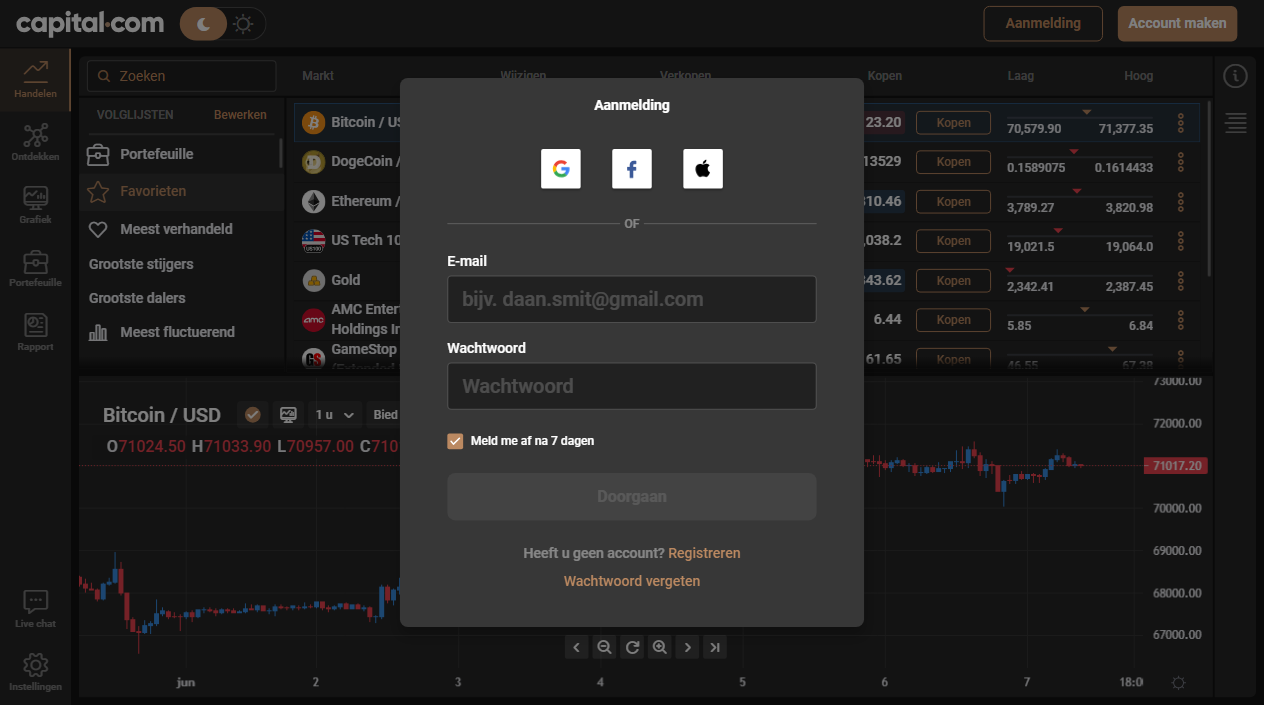 capital.com
Aanmelding
Account maken
Handelen
Ontdekken
Grafiek
Portefeuille
Rapport
Live chat
Instellingen
Zoeken
VOLGLIJSTEN Bewerken
Portefeuille
Favorieten
Meest verhandeld
Grootste stijgers
Grootste dalers
Meest fluctuerend
Markt Wijzigen Verkopen Kopen Laag Hoog
Bitcoin / US 23.20 Kopen 70,579.90 71,377.35
DogeCoin / 13529 Kopen 0.1589075 0.1614433
Ethereum / 10.46 Kopen 3,789.27 3,820.98
US Tech 10 ,038.2 Kopen 19,021.5 19,064.0
Gold 43.62 Kopen 2,342.41 2,387.45
AMC Enter
Holdings In 6.44 Kopen 5.85 6.84
GameStop 61.65 Kopen 46.55 67.38
(Extended
Aanmelding
OF
E-mail
bijv. daan.smit@gmail.com
Wachtwoord
Wachtwoord
Meld me af na 7 dagen
Doorgaan
Heeft u geen account? Registreren
Wachtwoord vergeten
Bitcoin / USD 1 u Bied
O71024.50 H71033.90 L70957.00 C710
73000.00
72000.00
71017.20
70000.00
69000.00
68000.00
67000.00
jun 2 3 4 5 6 7 18:0